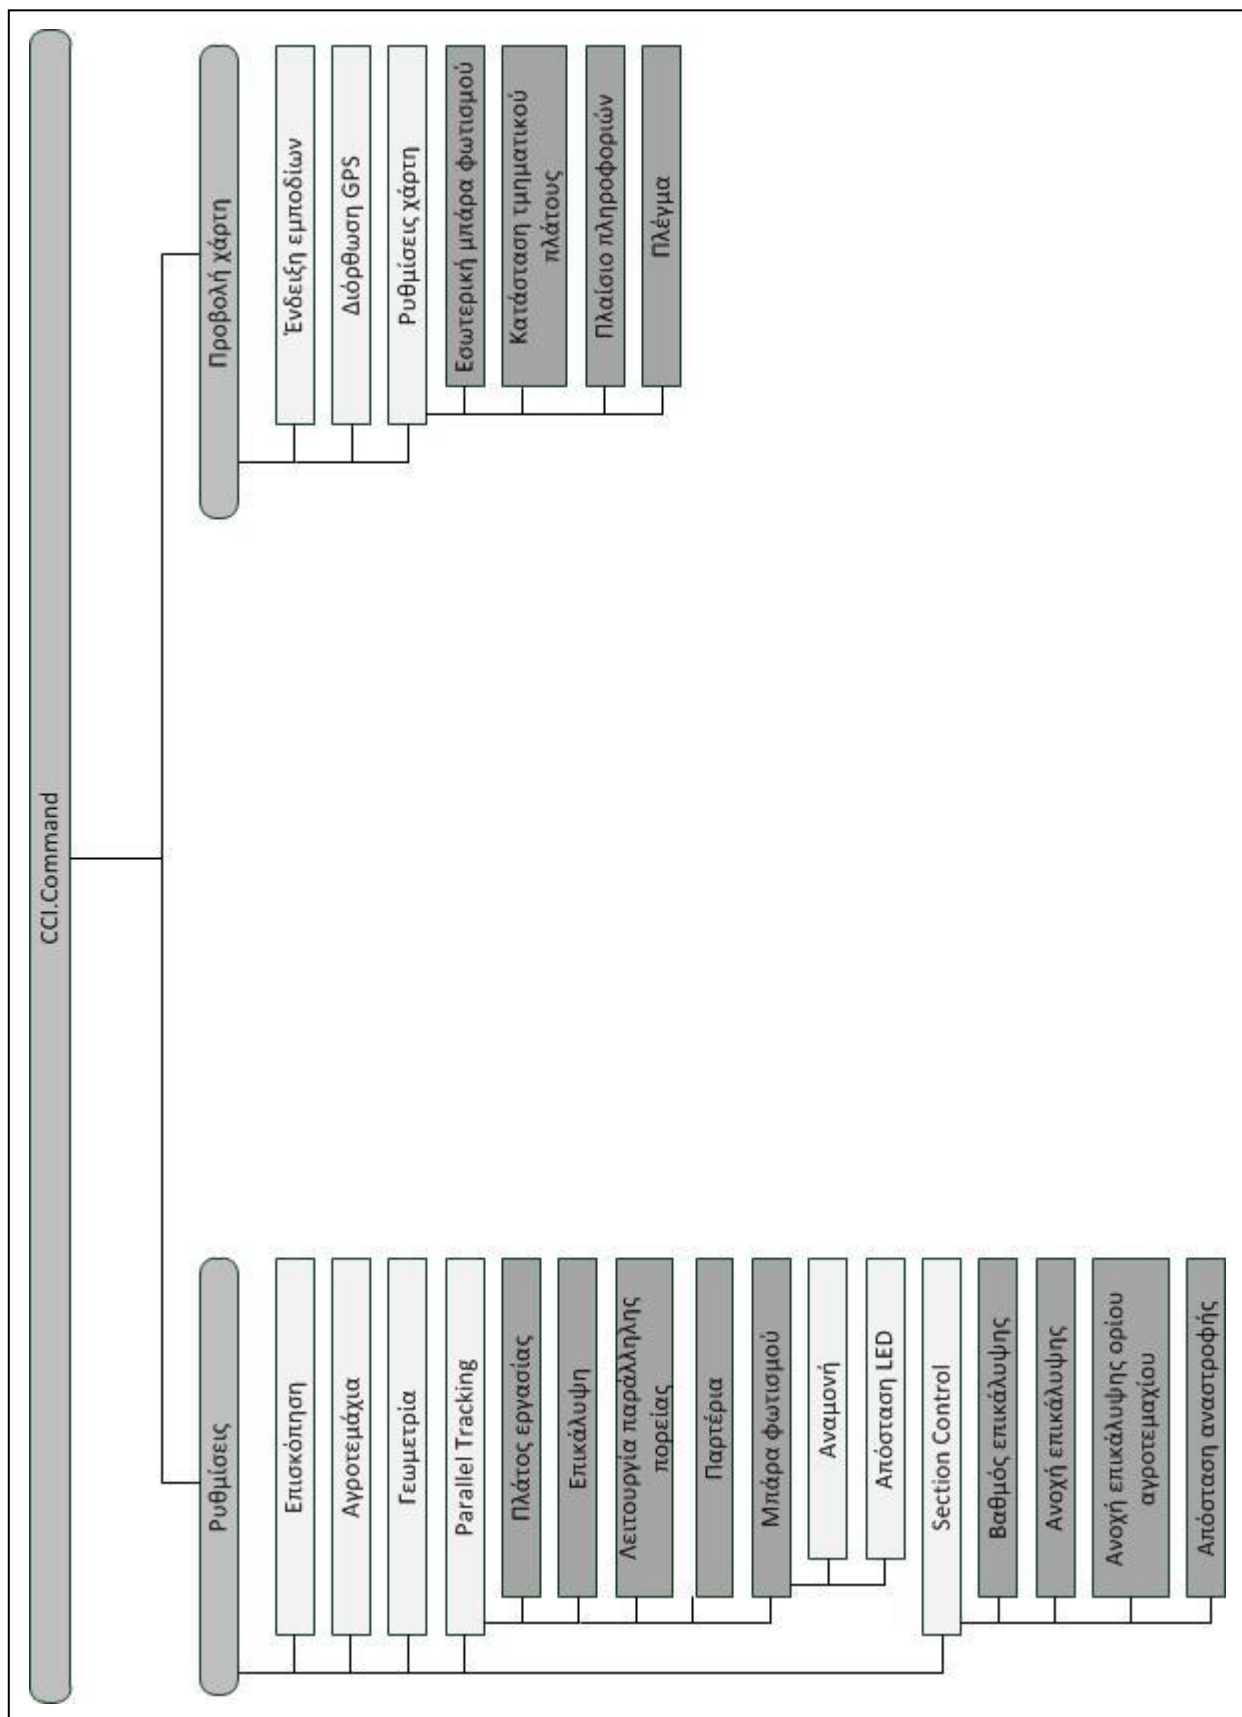 CCI.Command
Ρυθμίσεις
Επισκόπηση
Αγροτεμάχια
Γεωμετρία
Parallel Tracking
Πλάτος εργασίας
Επικάλυψη
Λειτουργία παράλληλης
πορείας
Παρτέρια
Μπάρα φωτισμού
Αναμονή
Απόσταση LED
Section Control
Βαθμός επικάλυψης
Ανοχή επικάλυψης
Ανοχή επικάλυψης ορίου
αγροτεμαχίου
Απόσταση αναστροφής
Προβολή χάρτη
Ένδειξη εμποδίων
Διόρθωση GPS
Ρυθμίσεις χάρτη
Εσωτερική μπάρα φωτισμού
Κατάσταση τμηματικού
πλάτους
Πλαίσιο πληροφοριών
Πλέγμα